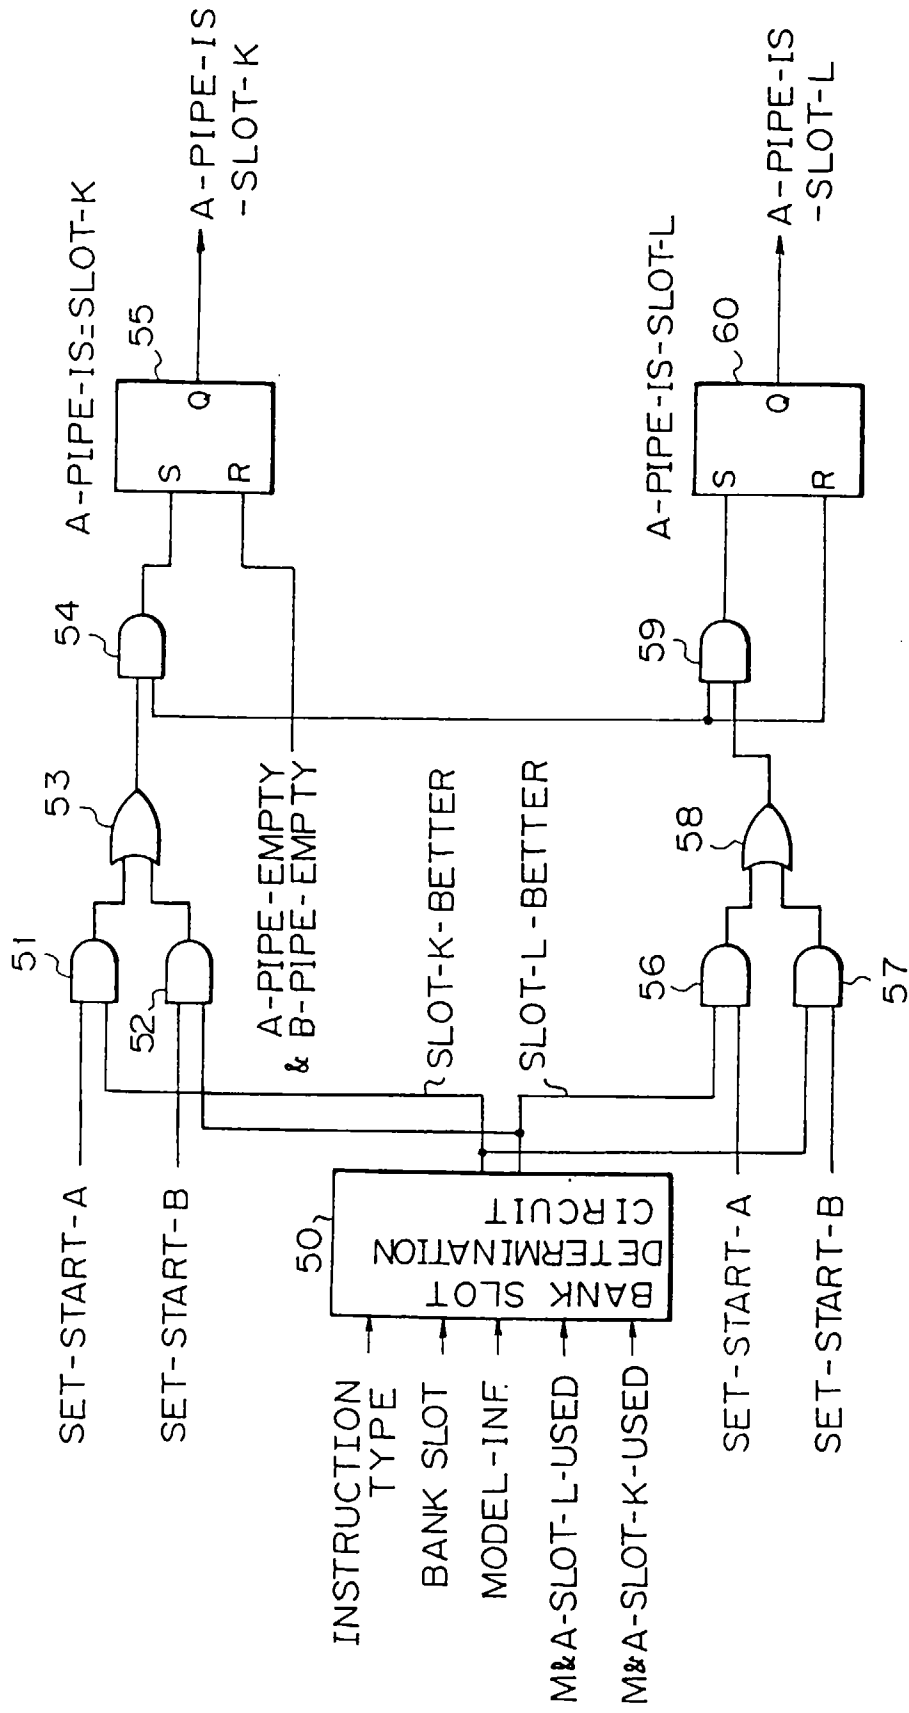 A-PIPE-IS=SLOT-K
55
S
R
Q
A-PIPE-IS
-SLOT-K
54
53
51
52
SET-START-A
SET-START-B
A-PIPE-EMPTY
& B-PIPE-EMPTY
SLOT-K-BETTER
SLOT-L-BETTER
50
BANK SLOT
DETERMINATION
CIRCUIT
INSTRUCTION
TYPE
BANK SLOT
MODEL-INF.
M&A-SLOT-L-USED
M&A-SLOT-K-USED
SET-START-A
SET-START-B
56
57
58
59
A-PIPE-IS-SLOT-L
60
S
R
Q
A-PIPE-IS
-SLOT-L